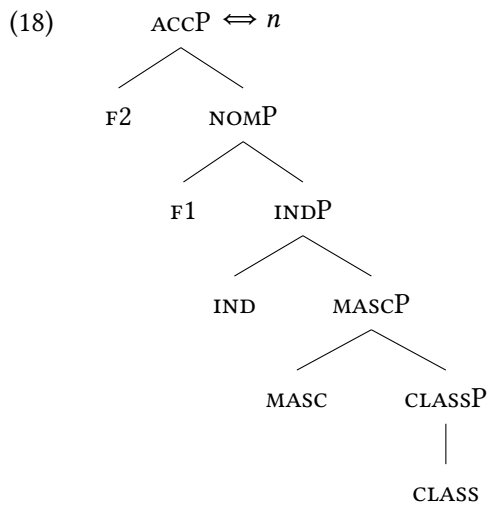 (18) ACCP ⇔ n
F2 NOMP
F1 INDP
IND MASCP
MASC CLASSP
CLASS